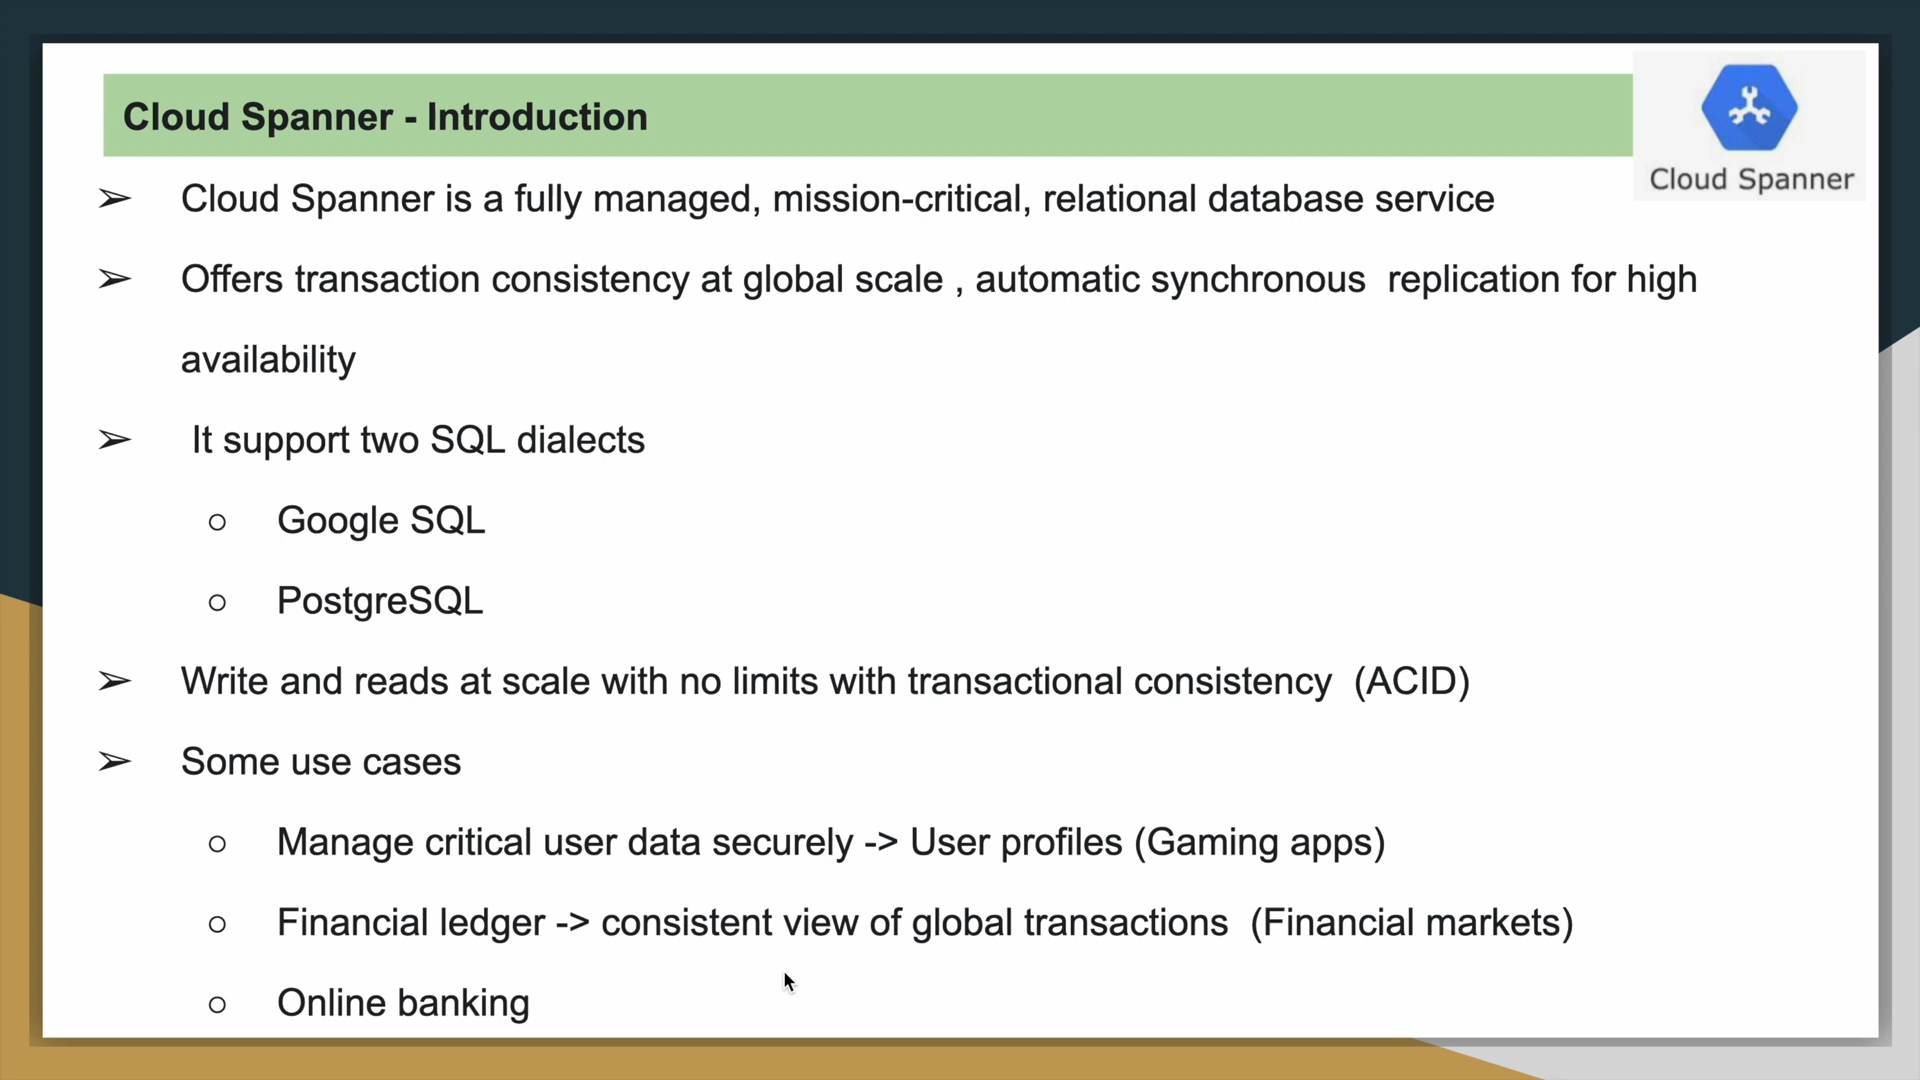 Cloud Spanner - Introduction
Cloud Spanner
➢ Cloud Spanner is a fully managed, mission-critical, relational database service
➢ Offers transaction consistency at global scale , automatic synchronous  replication for high
availability
➢ It support two SQL dialects
○ Google SQL
○ PostgreSQL
➢ Write and reads at scale with no limits with transactional consistency  (ACID)
➢ Some use cases
○ Manage critical user data securely -> User profiles (Gaming apps)
○ Financial ledger -> consistent view of global transactions  (Financial markets)
○ Online banking